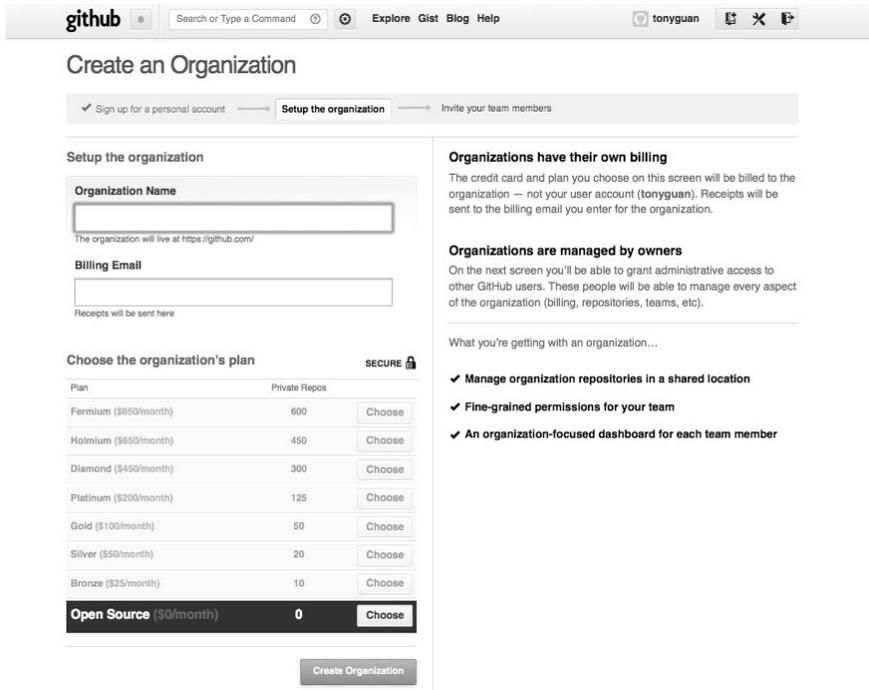 github
Search or Type a Command
Explore Gist Blog Help
tonyguan
Create an Organization
Sign up for a personal account
Setup the organization
Invite your team members
Setup the organization
Organization Name
The organization will live at https://github.com/
Billing Email
Receipts will be sent here
Choose the organization's plan
SECURE
Plan Private Repos
Fermium ($850/month) 600 Choose
Holmium ($650/month) 450 Choose
Diamond ($450/month) 300 Choose
Platinum ($200/month) 125 Choose
Gold ($100/month) 50 Choose
Silver ($50/month) 20 Choose
Bronze ($25/month) 10 Choose
Open Source ($0/month) 0 Choose
Create Organization
Organizations have their own billing
The credit card and plan you choose on this screen will be billed to the
organization — not your user account (tonyguan). Receipts will be
sent to the billing email you enter for the organization.
Organizations are managed by owners
On the next screen you'll be able to grant administrative access to
other GitHub users. These people will be able to manage every aspect
of the organization (billing, repositories, teams, etc).
What you're getting with an organization…
Manage organization repositories in a shared location
Fine-grained permissions for your team
An organization-focused dashboard for each team member